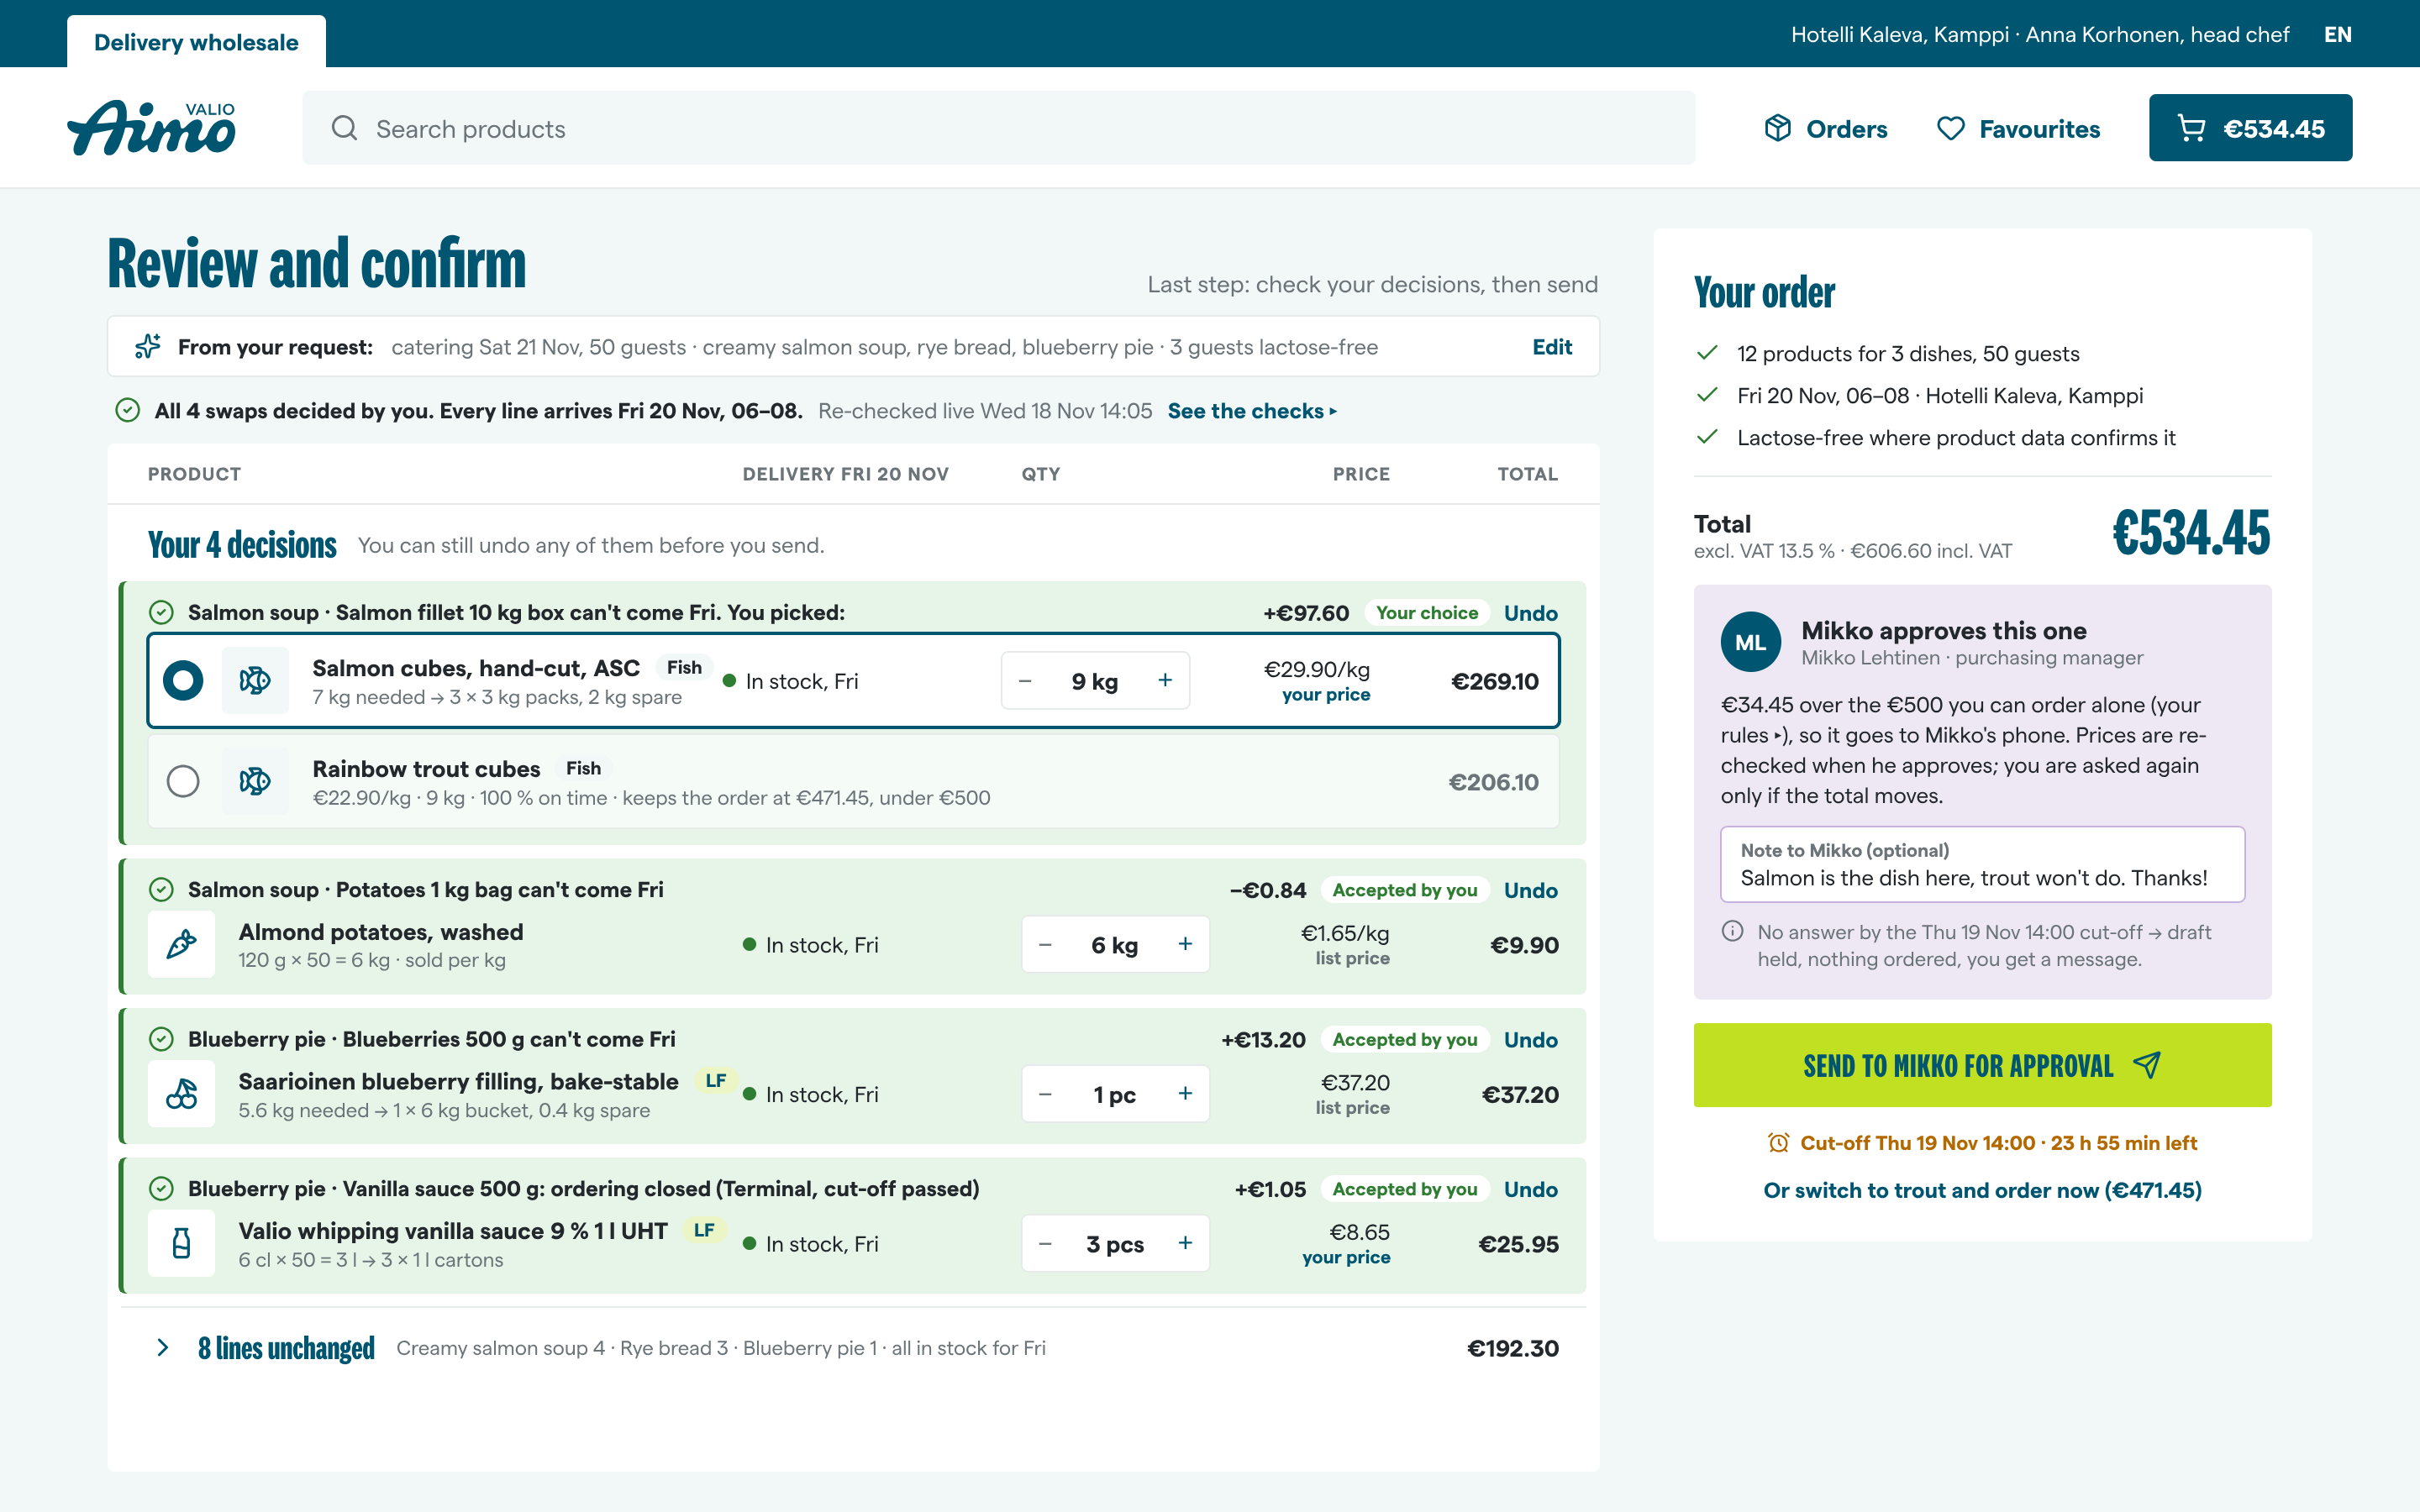 Delivery wholesale
Hotelli Kaleva, Kamppi · Anna Korhonen, head chef EN
VALIO
Aimo
Search products
Orders
Favourites
€534.45
Review and confirm
Last step: check your decisions, then send
From your request: catering Sat 21 Nov, 50 guests · creamy salmon soup, rye bread, blueberry pie · 3 guests lactose-free Edit
All 4 swaps decided by you. Every line arrives Fri 20 Nov, 06–08. Re-checked live Wed 18 Nov 14:05 See the checks ▸
PRODUCT DELIVERY FRI 20 NOV QTY PRICE TOTAL
Your 4 decisions You can still undo any of them before you send.
Salmon soup · Salmon fillet 10 kg box can't come Fri. You picked: +€97.60 Your choice Undo
Salmon cubes, hand-cut, ASC Fish
7 kg needed → 3 × 3 kg packs, 2 kg spare
In stock, Fri
− 9 kg +
€29.90/kg
your price
€269.10
Rainbow trout cubes Fish
€22.90/kg · 9 kg · 100 % on time · keeps the order at €471.45, under €500
€206.10
Salmon soup · Potatoes 1 kg bag can't come Fri −€0.84 Accepted by you Undo
Almond potatoes, washed
120 g × 50 = 6 kg · sold per kg
In stock, Fri
− 6 kg +
€1.65/kg
list price
€9.90
Blueberry pie · Blueberries 500 g can't come Fri +€13.20 Accepted by you Undo
Saarioinen blueberry filling, bake-stable LF
5.6 kg needed → 1 × 6 kg bucket, 0.4 kg spare
In stock, Fri
− 1 pc +
€37.20
list price
€37.20
Blueberry pie · Vanilla sauce 500 g: ordering closed (Terminal, cut-off passed) +€1.05 Accepted by you Undo
Valio whipping vanilla sauce 9 % 1 l UHT LF
6 cl × 50 = 3 l → 3 × 1 l cartons
In stock, Fri
− 3 pcs +
€8.65
your price
€25.95
8 lines unchanged Creamy salmon soup 4 · Rye bread 3 · Blueberry pie 1 · all in stock for Fri €192.30
Your order
12 products for 3 dishes, 50 guests
Fri 20 Nov, 06–08 · Hotelli Kaleva, Kamppi
Lactose-free where product data confirms it
Total
excl. VAT 13.5 % · €606.60 incl. VAT
€534.45
ML
Mikko approves this one
Mikko Lehtinen · purchasing manager
€34.45 over the €500 you can order alone (your
rules ▸), so it goes to Mikko's phone. Prices are re-
checked when he approves; you are asked again
only if the total moves.
Note to Mikko (optional)
Salmon is the dish here, trout won't do. Thanks!
No answer by the Thu 19 Nov 14:00 cut-off → draft
held, nothing ordered, you get a message.
SEND TO MIKKO FOR APPROVAL
Cut-off Thu 19 Nov 14:00 · 23 h 55 min left
Or switch to trout and order now (€471.45)